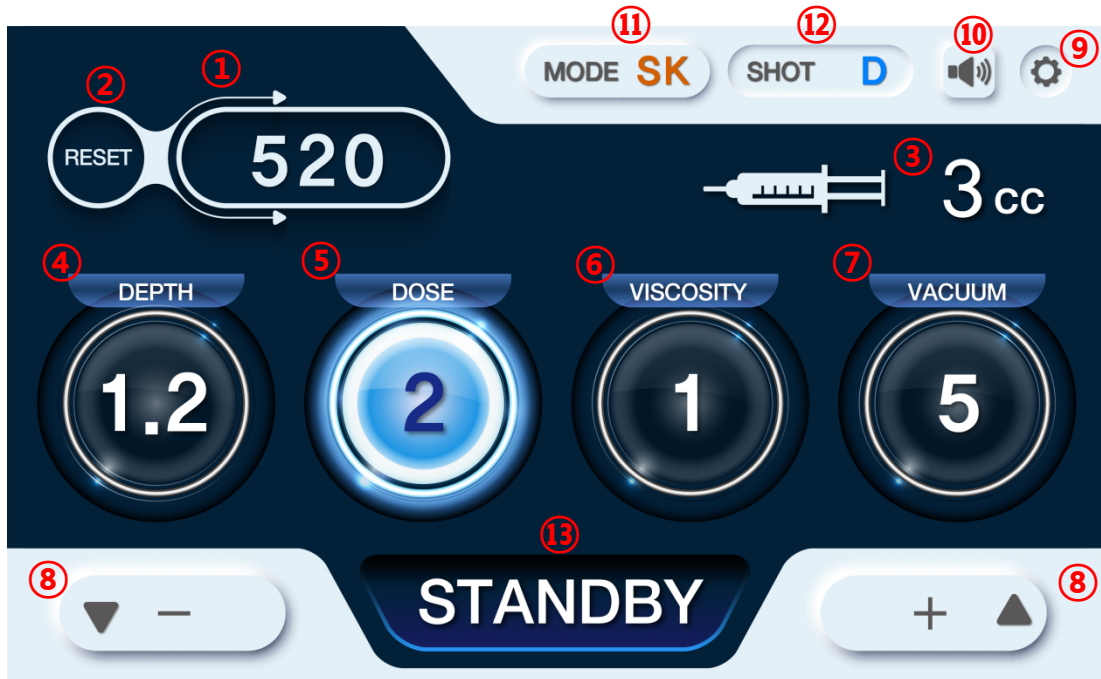 ⑪ ⑫ ⑩ ⑨
② ①
MODE SK SHOT D
RESET 520
③ 3 cc
④ ⑤ ⑥ ⑦
DEPTH DOSE VISCOSITY VACUUM
1.2 2 1 5
⑬
⑧ ⑧
− STANDBY +